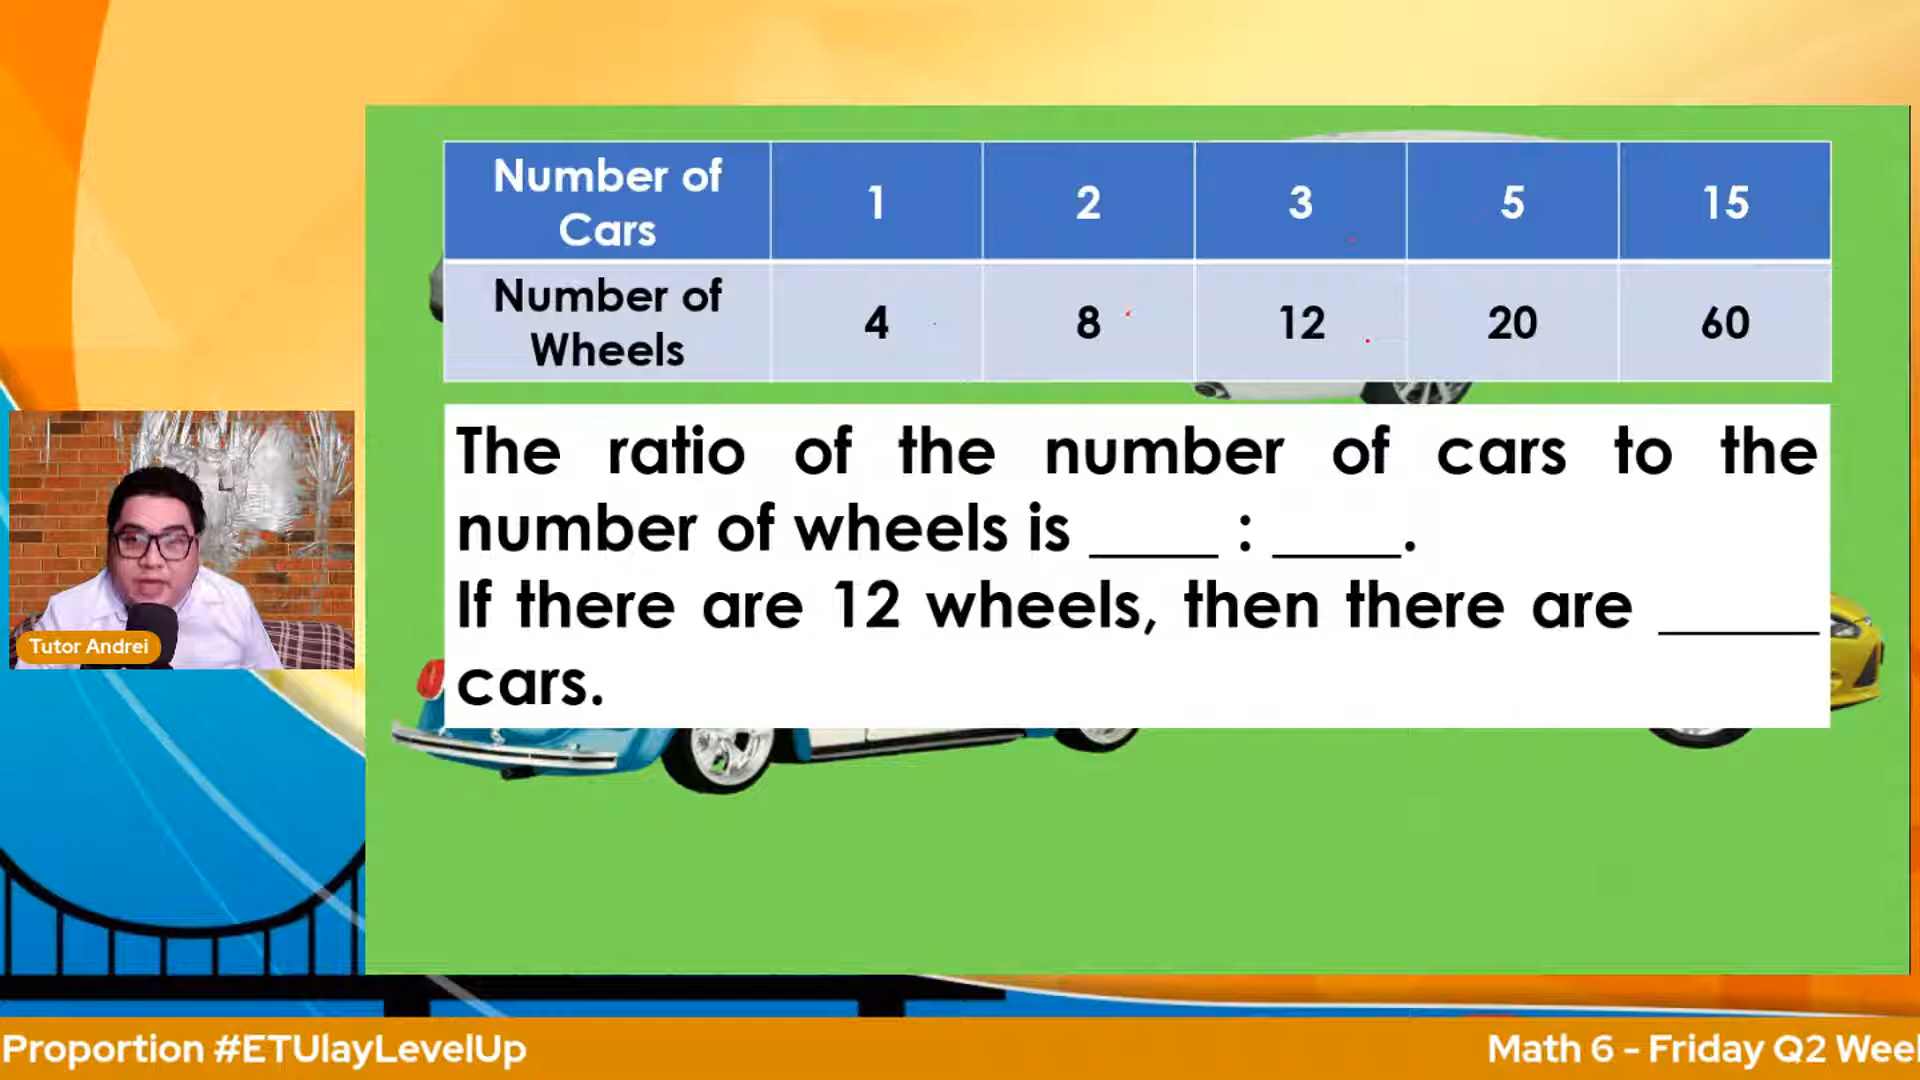 Number of Cars 1 2 3 5 15
Number of Wheels 4 8 12 20 60
The ratio of the number of cars to the
number of wheels is ____ : ____.
If there are 12 wheels, then there are _____
cars.
Tutor Andrei
Proportion #ETUlayLevelUp
Math 6 - Friday Q2